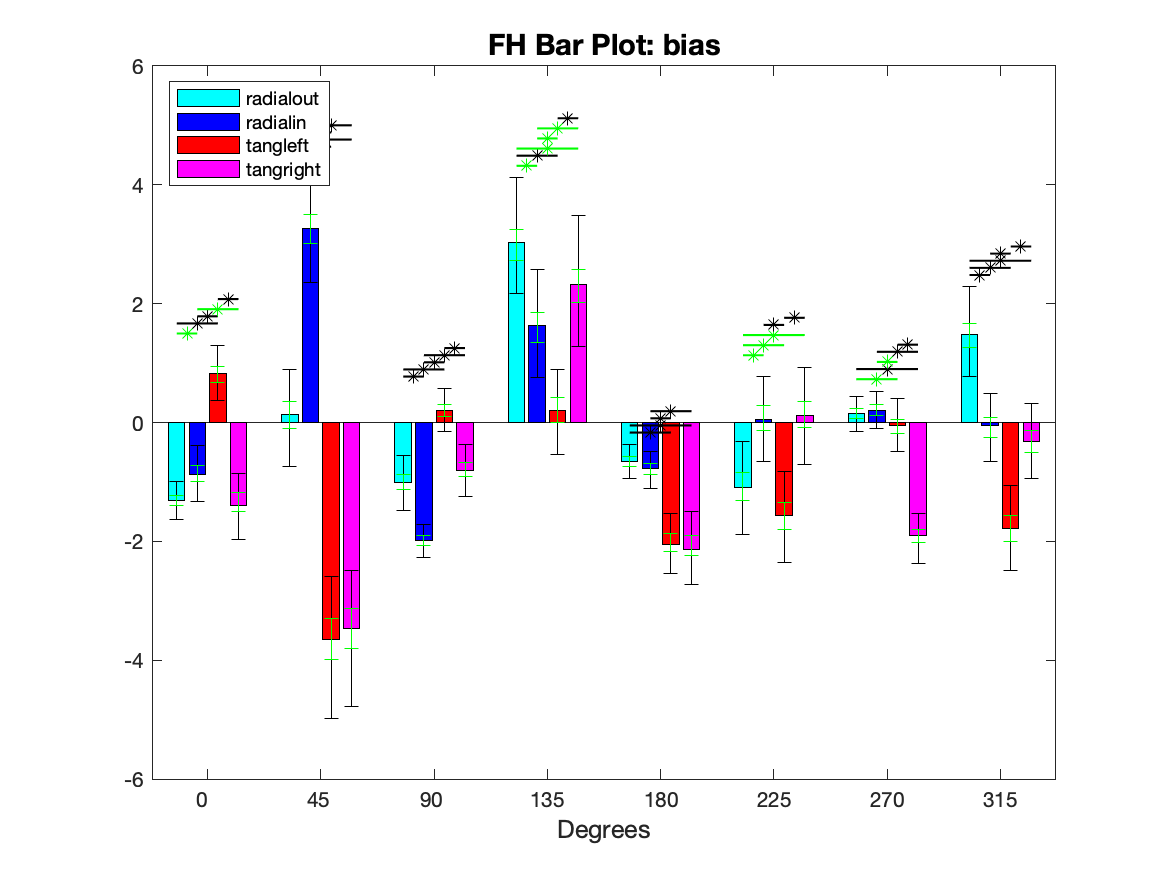 FH Bar Plot: bias
6
4
2
0
-2
-4
-6
radialout
radialin
tangleft
tangright
0 45 90 135 180 225 270 315
Degrees